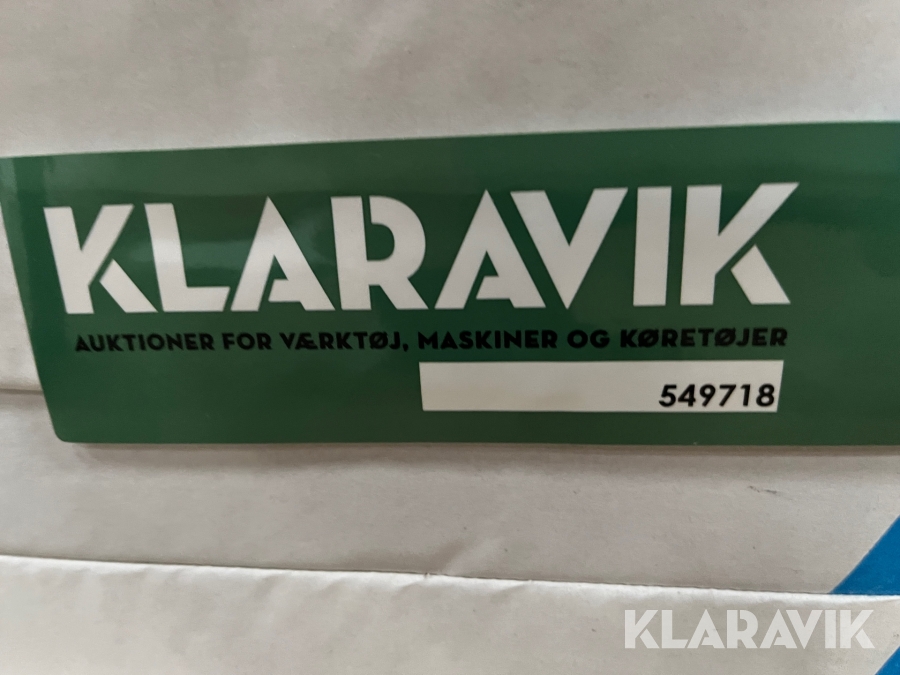 KLARAVIK
AUKTIONER FOR VÆRKTØJ, MASKINER OG KØRETØJER
549718
KLARAVIK